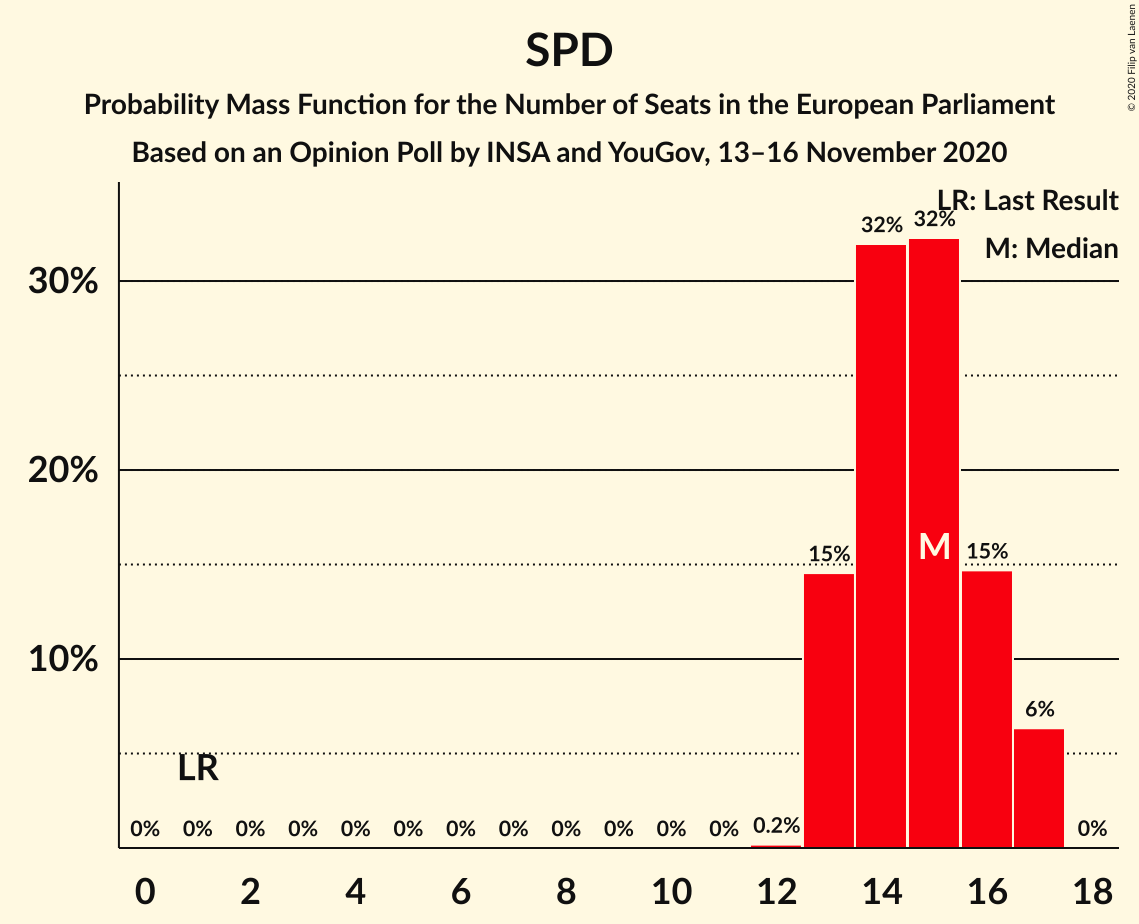 SPD
Probability Mass Function for the Number of Seats in the European Parliament
Based on an Opinion Poll by INSA and YouGov, 13–16 November 2020
© 2020 Filip van Laenen
LR: Last Result
M: Median
32% 32%
30%
20%
M
15% 15%
10%
6%
LR
0% 0% 0% 0% 0% 0% 0% 0% 0% 0% 0% 0% 0.2% 0%
0 2 4 6 8 10 12 14 16 18